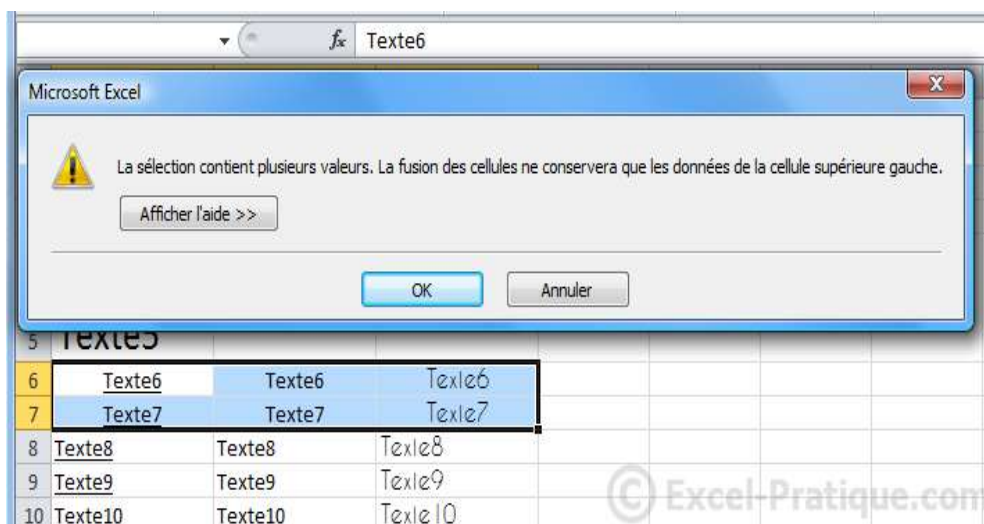 fx Texte6
Microsoft Excel
X
La sélection contient plusieurs valeurs. La fusion des cellules ne conservera que les données de la cellule supérieure gauche.
Afficher l'aide >>
OK Annuler
5 Texte5
6 Texte6 Texte6 Texte6
7 Texte7 Texte7 Texte7
8 Texte8 Texte8 Texte8
9 Texte9 Texte9 Texte9
10 Texte10 Texte10 Texte10
© Excel-Pratique.com